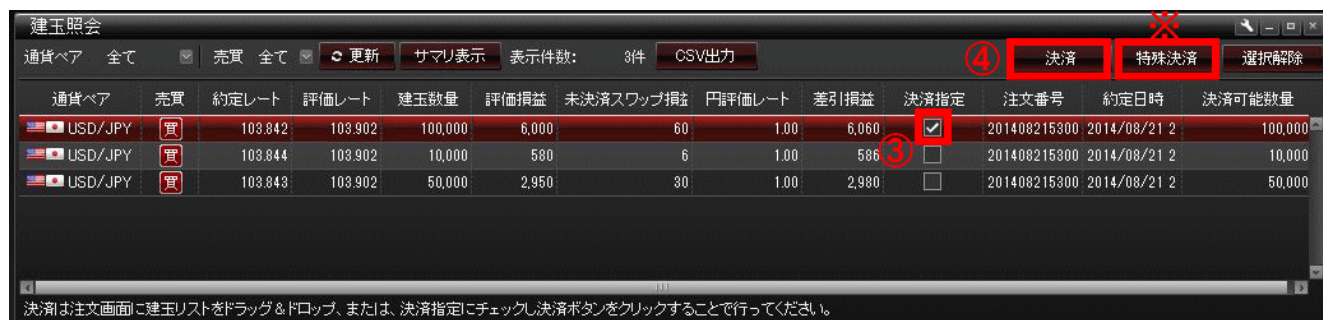 建玉照会
※
通貨ペア 全て 売買 全て 更新 サマリ表示 表示件数: 3件 CSV出力 ④ 決済 特殊決済 選択解除
通貨ペア 売買 約定レート 評価レート 建玉数量 評価損益 未決済スワップ損益 円評価レート 差引損益 決済指定 注文番号 約定日時 決済可能数量
USD/JPY 買 103.842 103.902 100,000 6,000 60 1.00 6,060 201408215300 2014/08/21 2 100,000
USD/JPY 買 103.844 103.902 10,000 580 6 1.00 586 ③ 201408215300 2014/08/21 2 10,000
USD/JPY 買 103.843 103.902 50,000 2,950 30 1.00 2,980 201408215300 2014/08/21 2 50,000
決済は注文画面に建玉リストをドラッグ&ドロップ、または、決済指定にチェックし決済ボタンをクリックすることで行ってください。